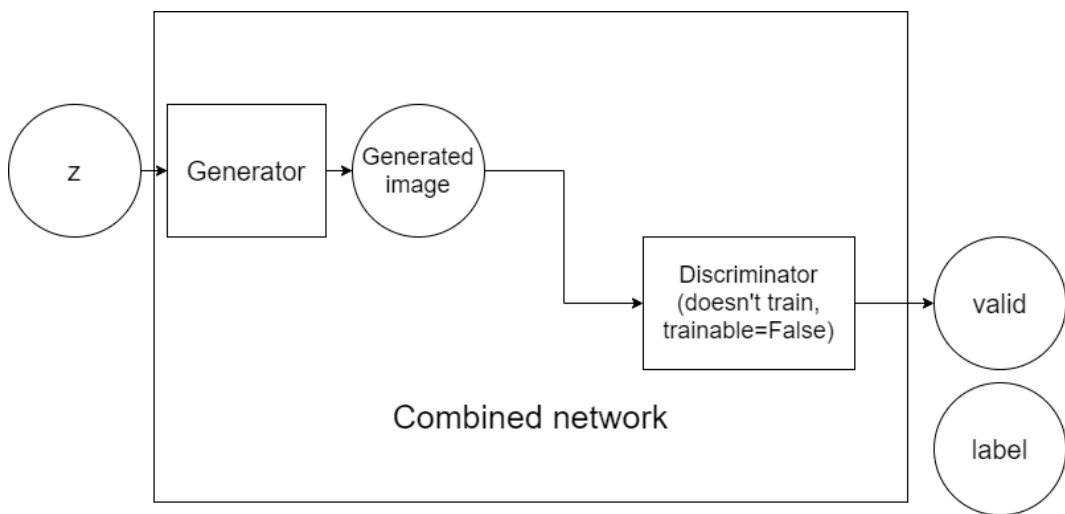 z
Generator
Generated
image
Discriminator
(doesn't train,
trainable=False)
valid
Combined network
label